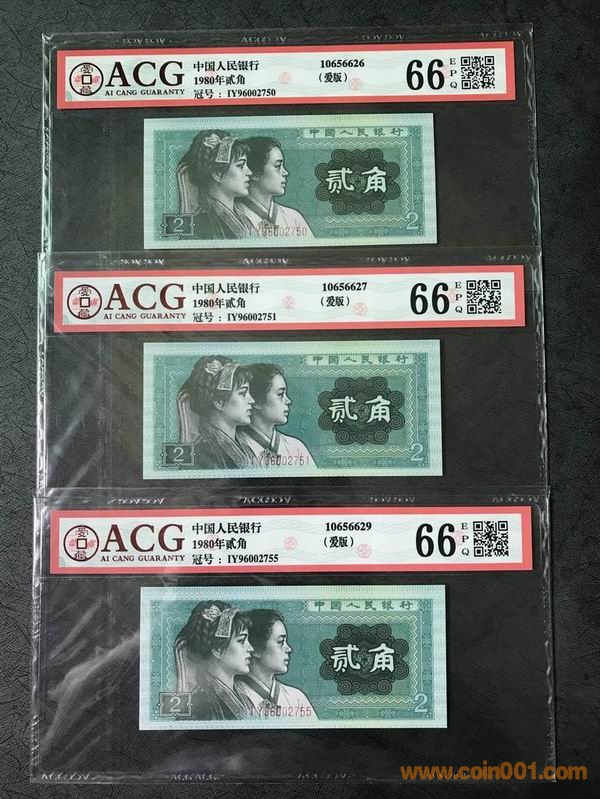 ACG
AI CANG GUARANTY
中国人民银行
1980年贰角
冠号：IY96002750
10656626
（爱版）
66 EPQ
中国人民银行
贰角
2
2
IY96002750
ACG
AI CANG GUARANTY
中国人民银行
1980年贰角
冠号：IY96002751
10656627
（爱版）
66 EPQ
中国人民银行
贰角
2
2
IY96002751
ACG
AI CANG GUARANTY
中国人民银行
1980年贰角
冠号：IY96002755
10656629
（爱版）
66 EPQ
中国人民银行
贰角
2
2
IY96002755
www.coin001.com